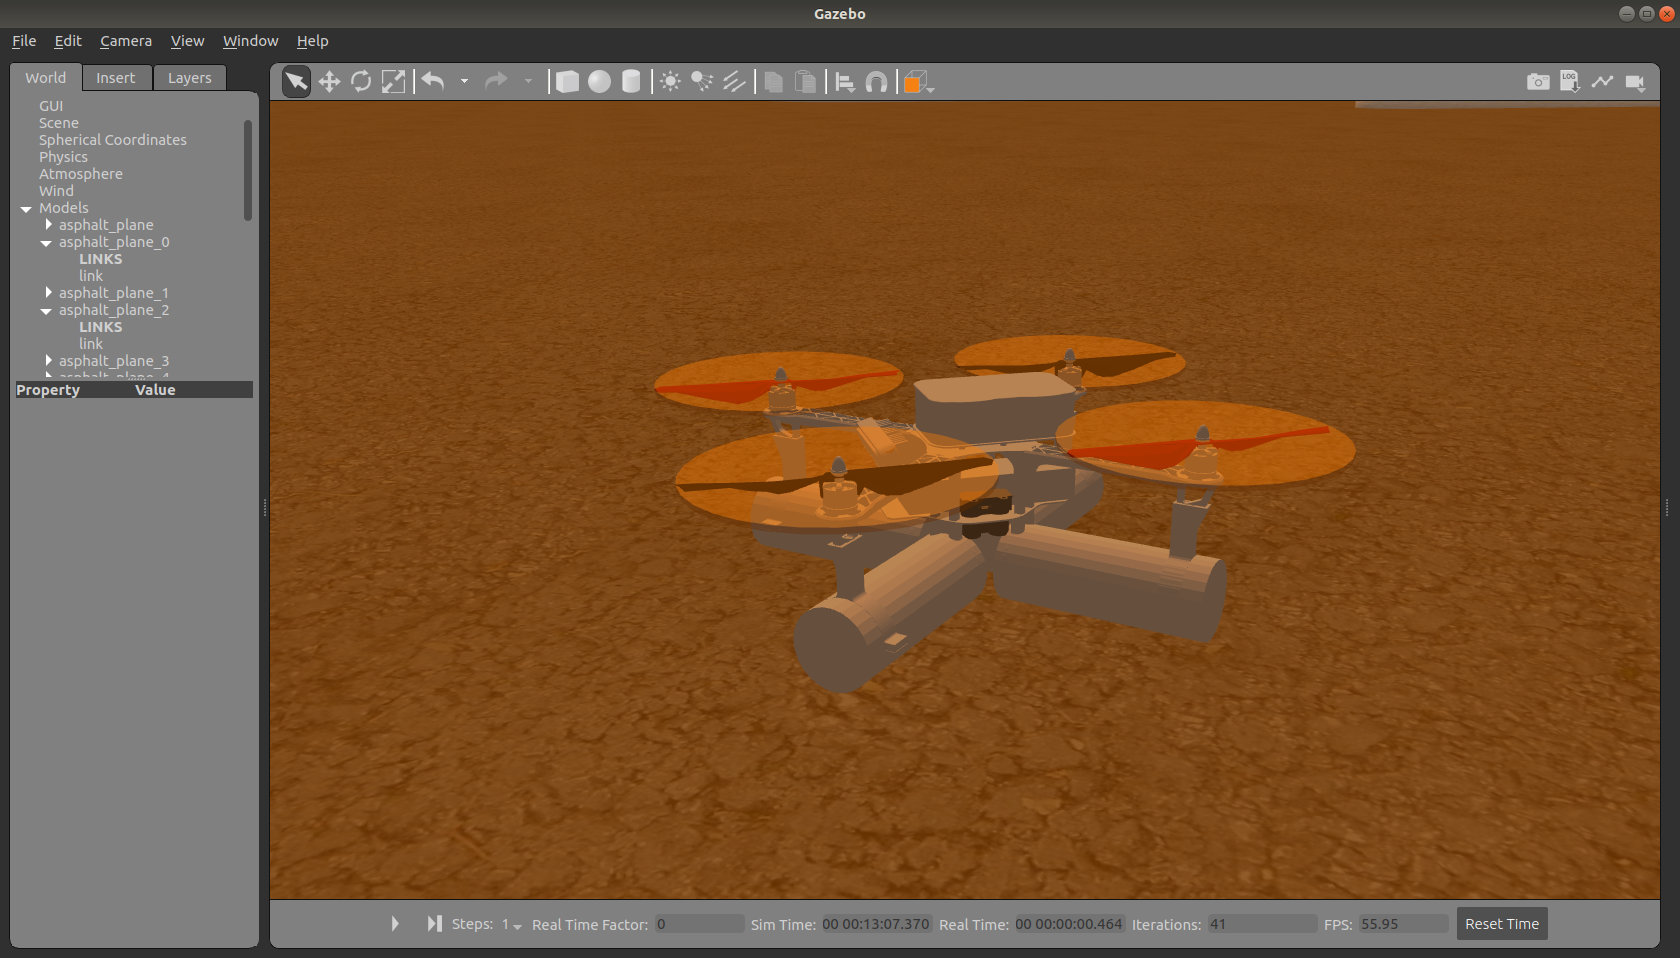 Gazebo
File Edit Camera View Window Help
World Insert Layers
LOG
GUI
Scene
Spherical Coordinates
Physics
Atmosphere
Wind
Models
asphalt_plane
asphalt_plane_0
LINKS
link
asphalt_plane_1
asphalt_plane_2
LINKS
link
asphalt_plane_3
Property Value
Steps: 1 Real Time Factor: 0 Sim Time: 00 00:13:07.370 Real Time: 00 00:00:00.464 Iterations: 41 FPS: 55.95 Reset Time